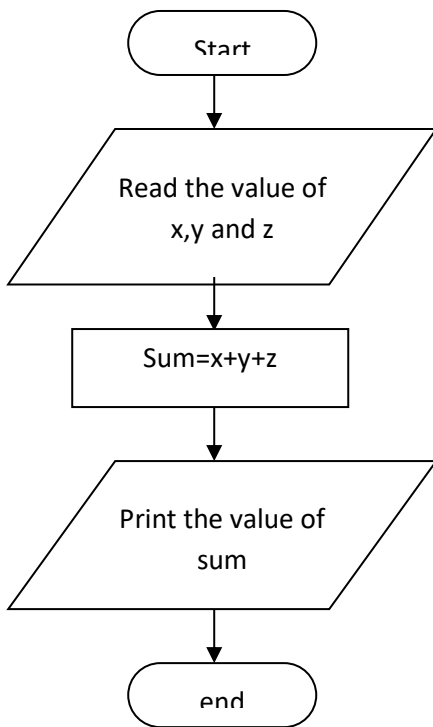 Start
Read the value of
x,y and z
Sum=x+y+z
Print the value of
sum
end